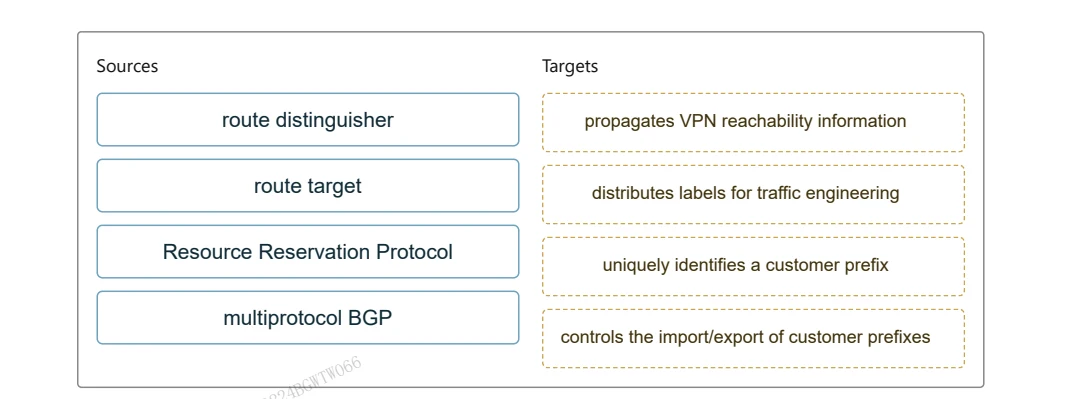 Sources
Targets
route distinguisher
propagates VPN reachability information
route target
distributes labels for traffic engineering
Resource Reservation Protocol
uniquely identifies a customer prefix
multiprotocol BGP
controls the import/export of customer prefixes